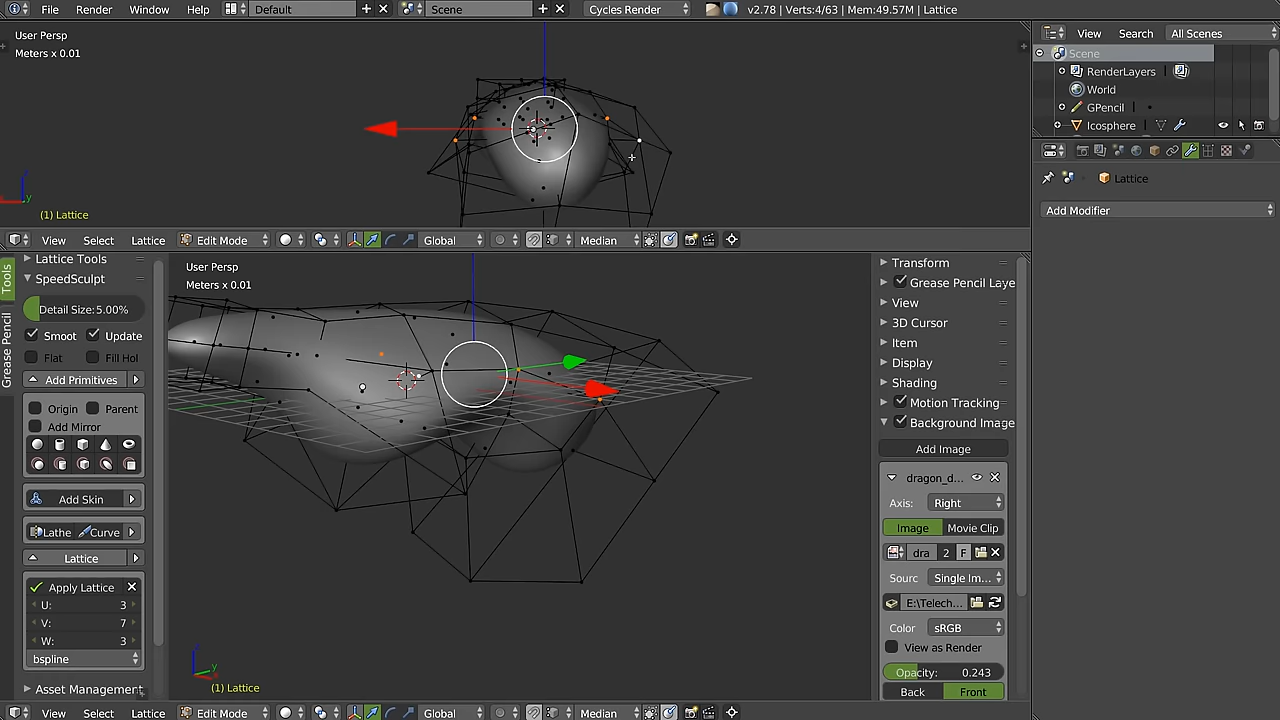 File Render Window Help Default Scene Cycles Render v2.78 | Verts:4/63 | Mem:49.57M | Lattice
User Persp
Meters x 0.01
z
y
(1) Lattice
View Select Lattice Edit Mode Global Median
View Search All Scenes
Scene
RenderLayers
World
GPencil
Icosphere
Lattice
Add Modifier
Tools
Grease Pencil
Lattice Tools
SpeedSculpt
Detail Size:5.00%
Smoot Update
Flat Fill Hol
Add Primitives
Origin Parent
Add Mirror
Add Skin
Lathe Curve
Lattice
Apply Lattice
U: 3
V: 7
W: 3
bspline
Asset Management
User Persp
Meters x 0.01
z
y
(1) Lattice
Transform
Grease Pencil Laye
View
3D Cursor
Item
Display
Shading
Motion Tracking
Background Image
Add Image
dragon_d...
Axis: Right
Image Movie Clip
dra 2 F
Sourc Single Im...
E:\Telech...
Color sRGB
View as Render
Opacity: 0.243
Back Front
View Select Lattice Edit Mode Global Median